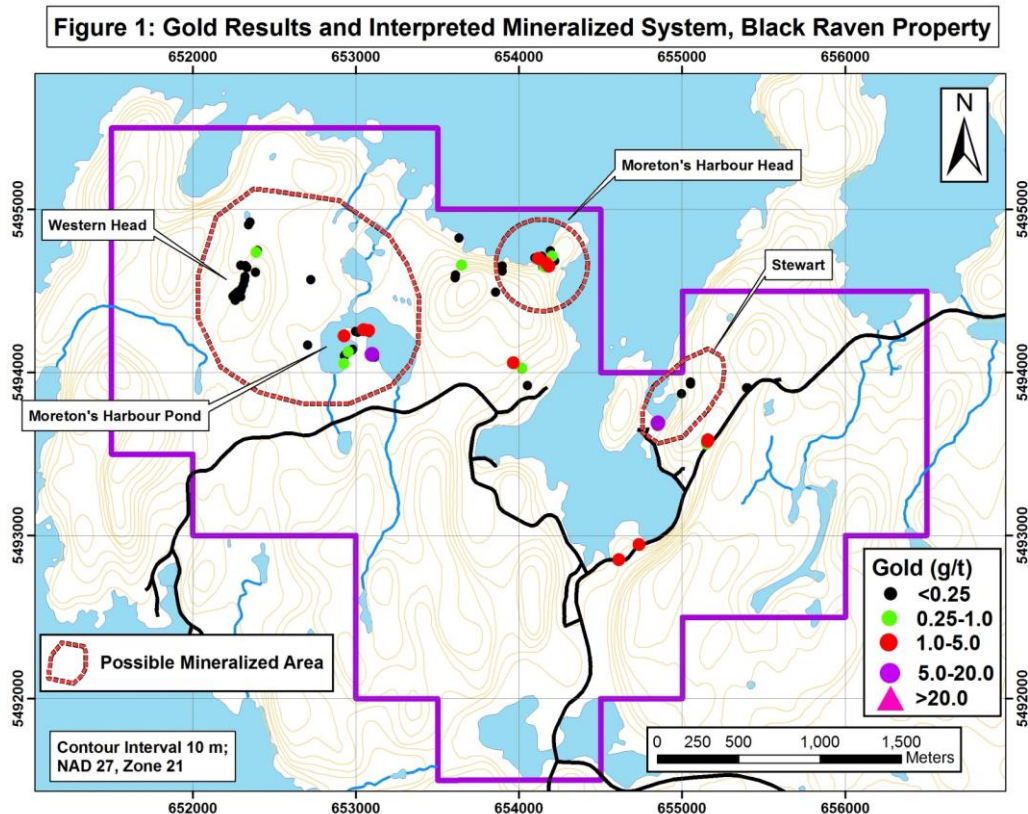 Figure 1: Gold Results and Interpreted Mineralized System, Black Raven Property
652000 653000 654000 655000 656000
N
Moreton's Harbour Head
5495000
5495000
Western Head
Stewart
5494000
5494000
Moreton's Harbour Pond
5493000
5493000
Gold (g/t)
<0.25
0.25-1.0
1.0-5.0
5.0-20.0
>20.0
Possible Mineralized Area
5492000
5492000
Contour Interval 10 m;
NAD 27, Zone 21
0 250 500 1,000 1,500
Meters
652000 653000 654000 655000 656000